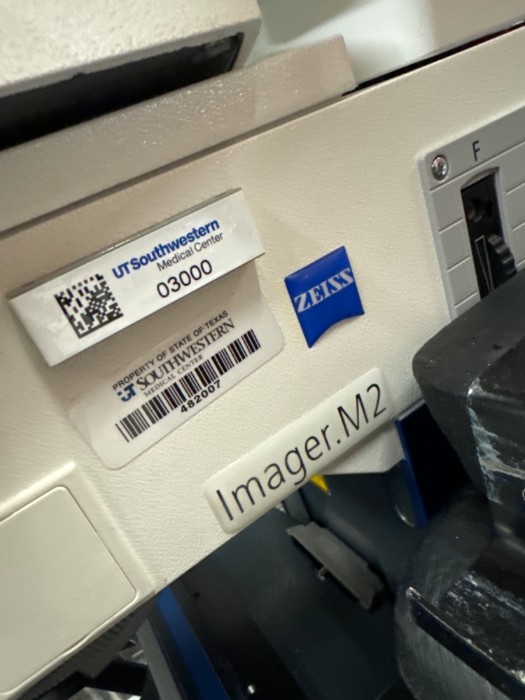 UTSouthwestern
Medical Center
03000
PROPERTY OF STATE OF TEXAS
UT SOUTHWESTERN
MEDICAL CENTER
482007
ZEISS
Imager.M2
F